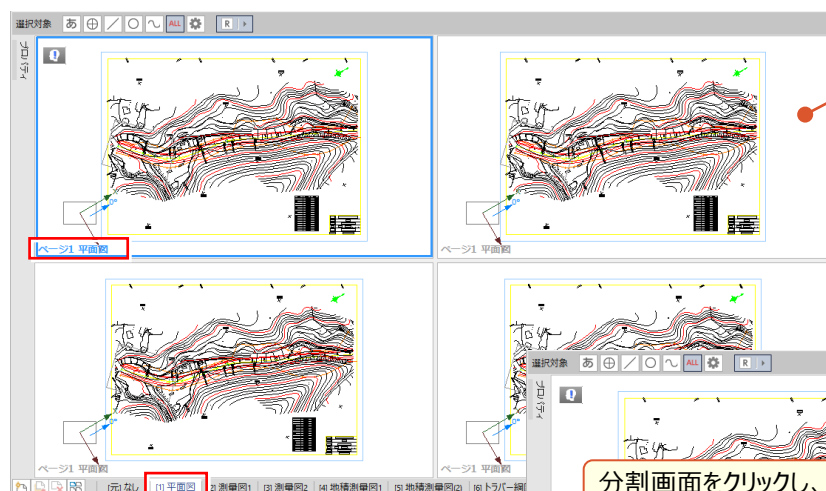 選択対象 あ ALL R
プロパティ
0°
ページ1 平面図
ページ1 平面図
0°
ページ1 平面図
ページ1 平面図
選択対象 あ ALL R
プロパティ
分割画面をクリックし、
(元) なし [1] 平面図 2] 測量図1 [3] 測量図2 [4] 地積測量図1 [5] 地積測量図(2) [6] トラバー網